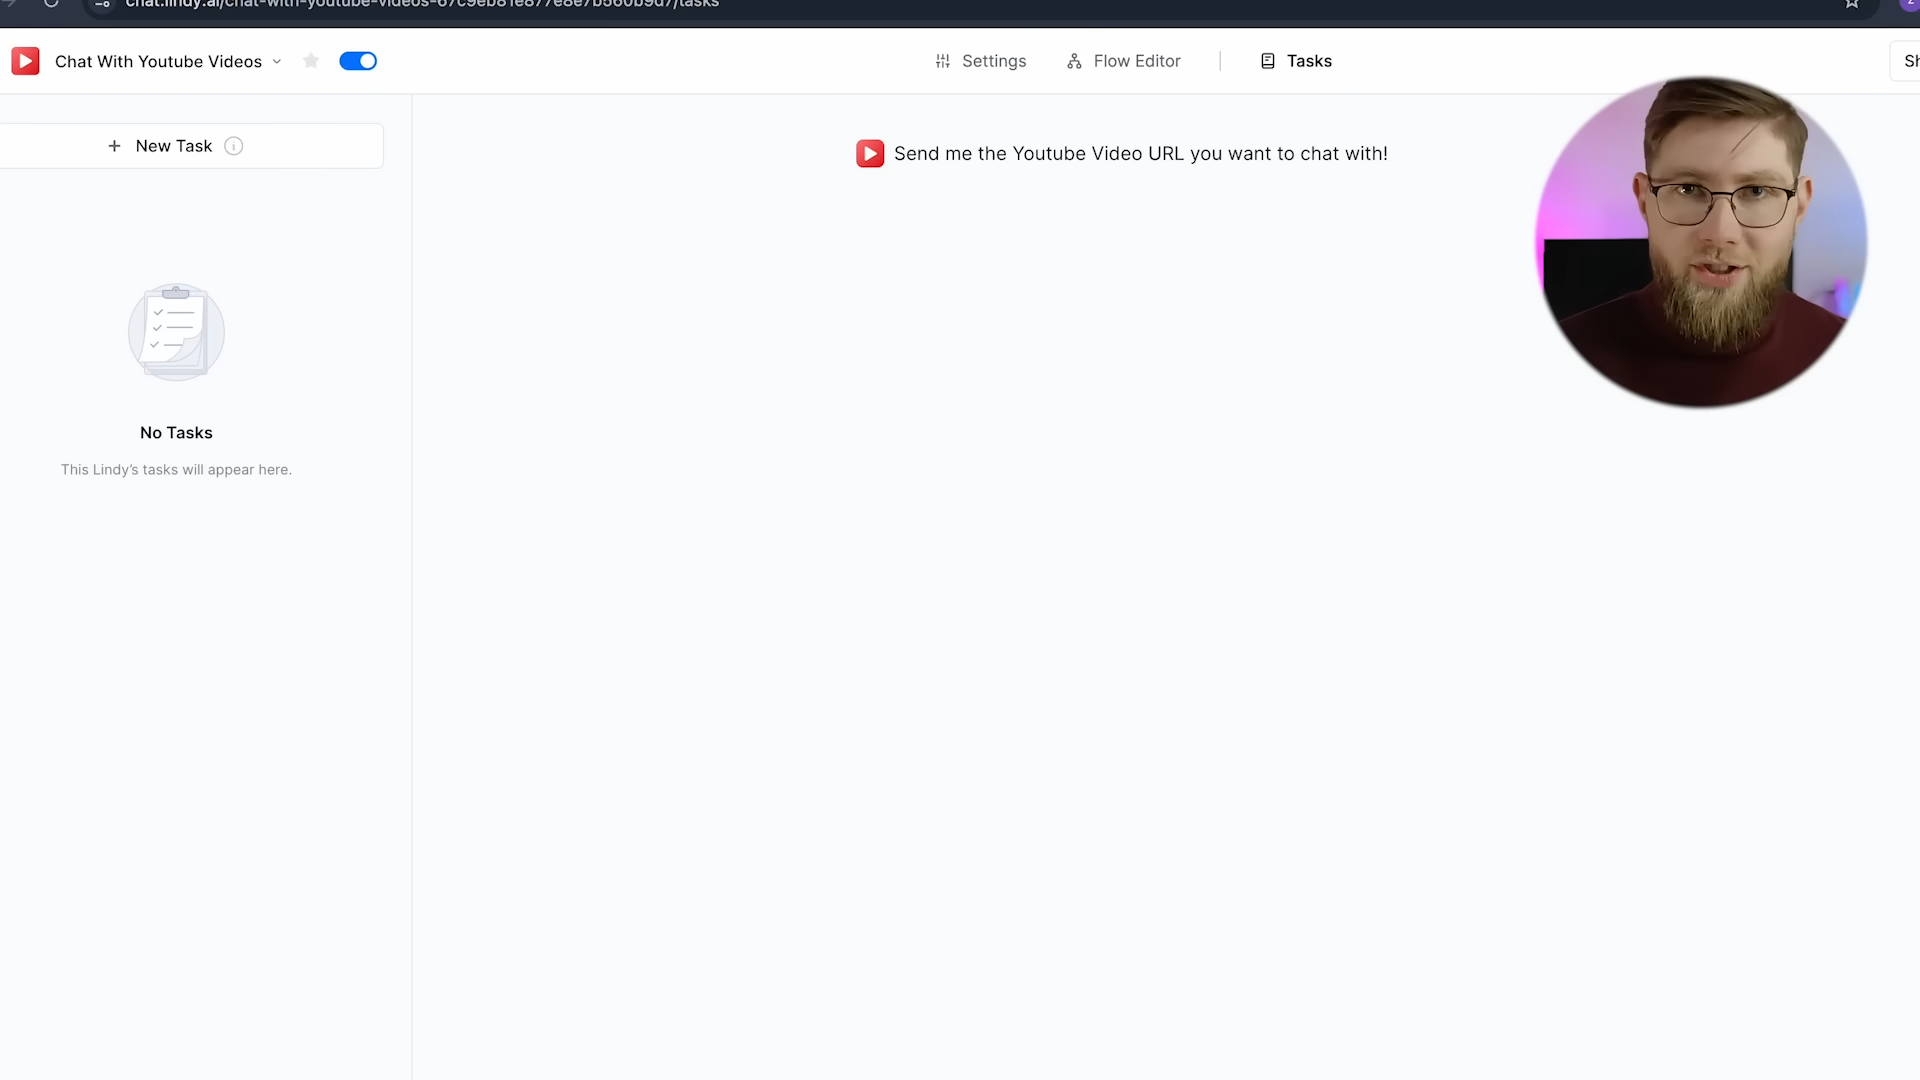 Chat With Youtube Videos
Settings
Flow Editor
Tasks
New Task
Send me the Youtube Video URL you want to chat with!
No Tasks
This Lindy's tasks will appear here.